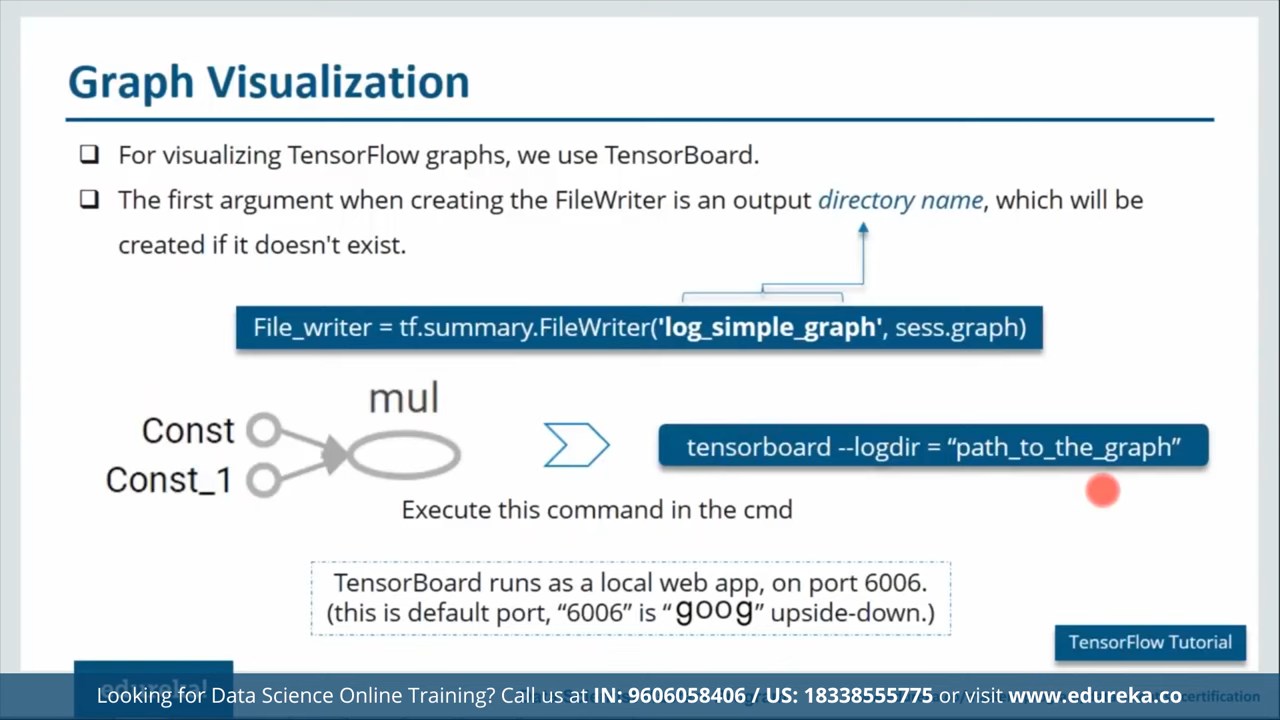 Graph Visualization
❑ For visualizing TensorFlow graphs, we use TensorBoard.
❑ The first argument when creating the FileWriter is an output directory name, which will be
created if it doesn't exist.
File_writer = tf.summary.FileWriter('log_simple_graph', sess.graph)
mul
Const
Const_1
tensorboard --logdir = “path_to_the_graph”
Execute this command in the cmd
TensorBoard runs as a local web app, on port 6006.
(this is default port, “6006” is “goog” upside-down.)
TensorFlow Tutorial
edureka!
Looking for Data Science Online Training? Call us at IN: 9606058406 / US: 18338555775 or visit www.edureka.co
certification